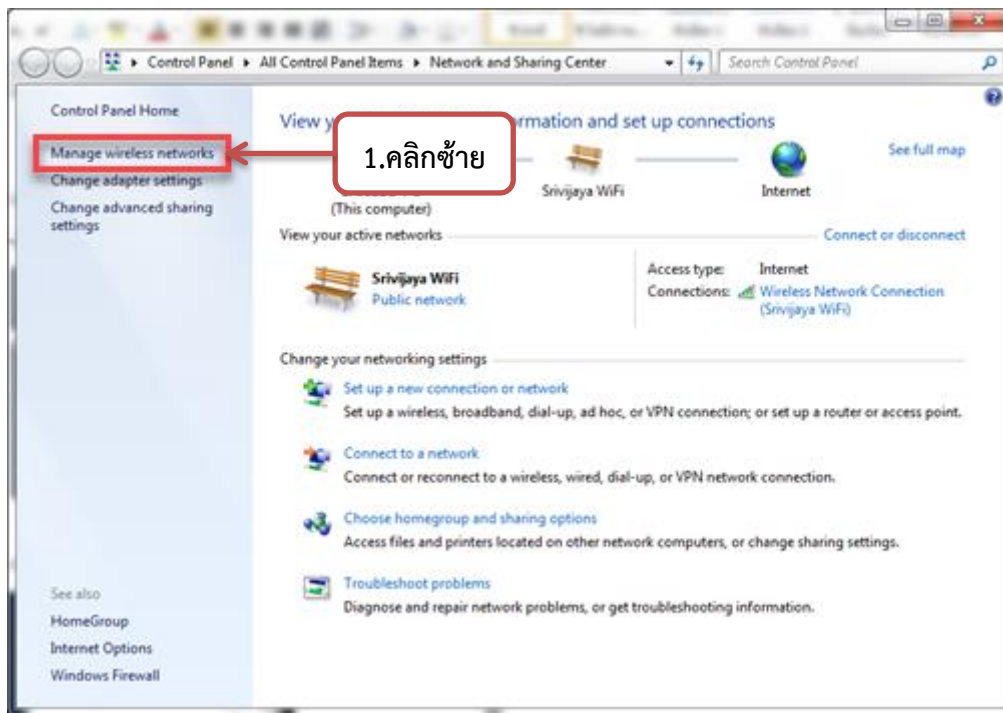 Control Panel
All Control Panel Items
Network and Sharing Center
Search Control Panel
Control Panel Home
Manage wireless networks
Change adapter settings
Change advanced sharing
settings
See also
HomeGroup
Internet Options
Windows Firewall
1.คลิกซ้าย
View y
rmation and set up connections
See full map
(This computer)
Srivijaya WiFi
Internet
View your active networks
Connect or disconnect
Srivijaya WiFi
Public network
Access type: Internet
Connections: Wireless Network Connection
(Srivijaya WiFi)
Change your networking settings
Set up a new connection or network
Set up a wireless, broadband, dial-up, ad hoc, or VPN connection; or set up a router or access point.
Connect to a network
Connect or reconnect to a wireless, wired, dial-up, or VPN network connection.
Choose homegroup and sharing options
Access files and printers located on other network computers, or change sharing settings.
Troubleshoot problems
Diagnose and repair network problems, or get troubleshooting information.